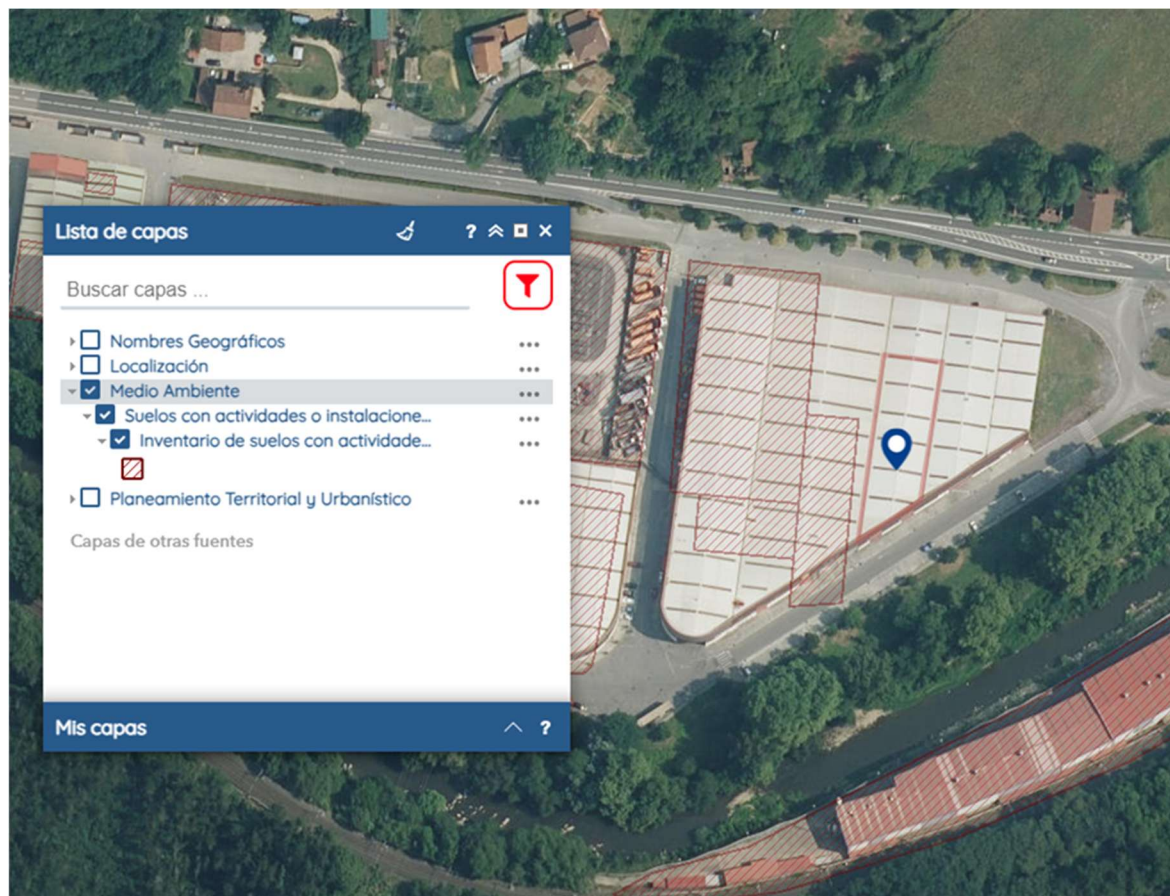 Lista de capas ?
Buscar capas ...
Nombres Geográficos ...
Localización ...
Medio Ambiente ...
Suelos con actividades o instalacione... ...
Inventario de suelos con actividade... ...
Planeamiento Territorial y Urbanístico ...
Capas de otras fuentes
Mis capas ?